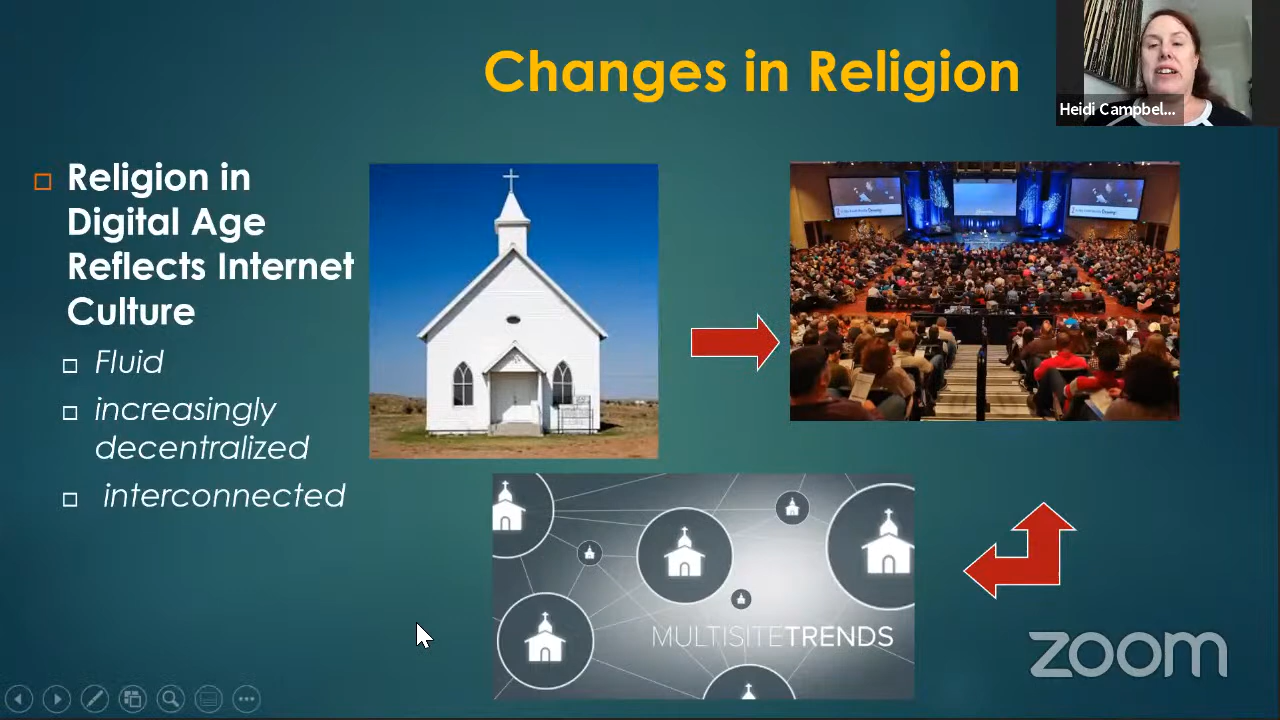 Changes in Religion
Heidi Campbel...
Religion in
Digital Age
Reflects Internet
Culture
Fluid
increasingly
decentralized
interconnected
MULTISITETRENDS
zoom